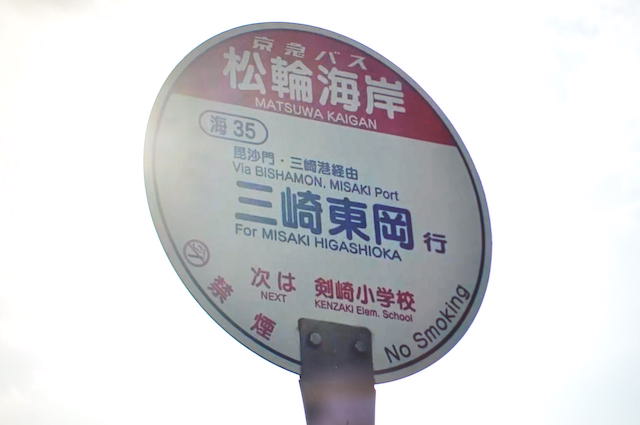 京急バス
松輪海岸
MATSUWA KAIGAN
海35
毘沙門・三崎港経由
Via BISHAMON, MISAKI Port
三崎東岡 行
For MISAKI HIGASHIOKA
次は 剣崎小学校
NEXT KENZAKI Elem. School
禁煙
No Smoking